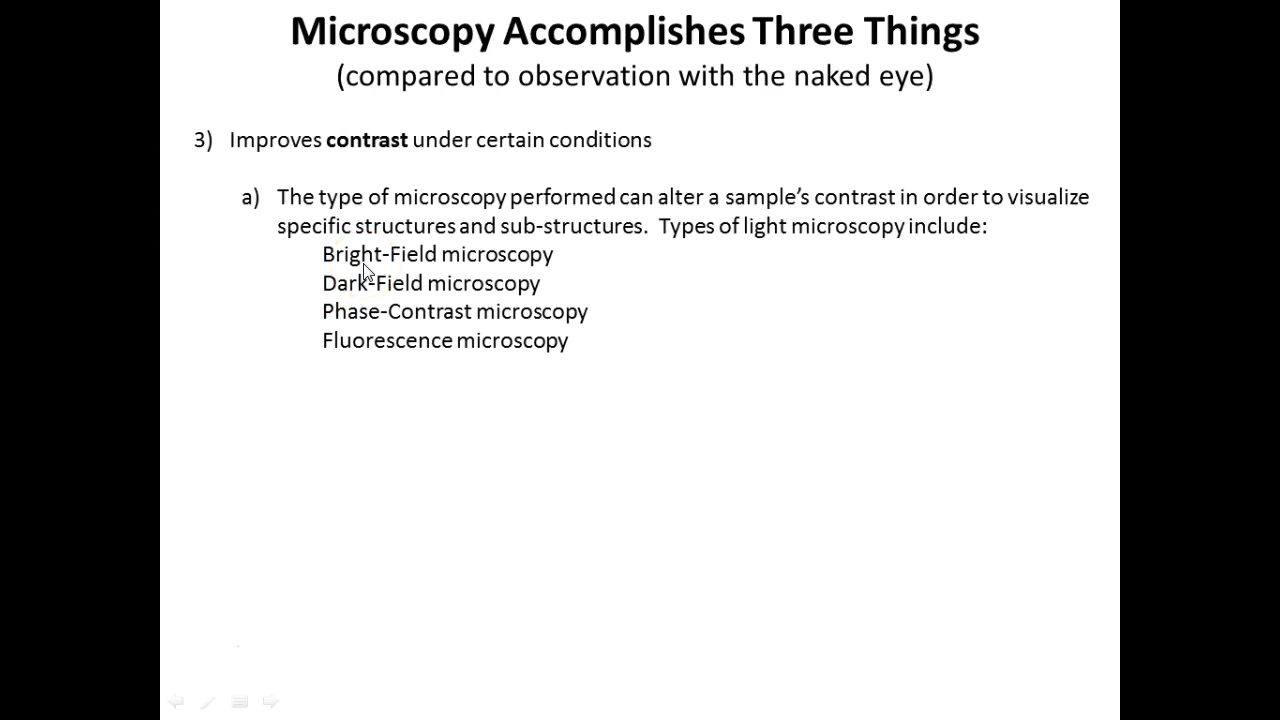 Microscopy Accomplishes Three Things
(compared to observation with the naked eye)
3) Improves contrast under certain conditions
a) The type of microscopy performed can alter a sample’s contrast in order to visualize
specific structures and sub-structures. Types of light microscopy include:
Bright-Field microscopy
Dark-Field microscopy
Phase-Contrast microscopy
Fluorescence microscopy